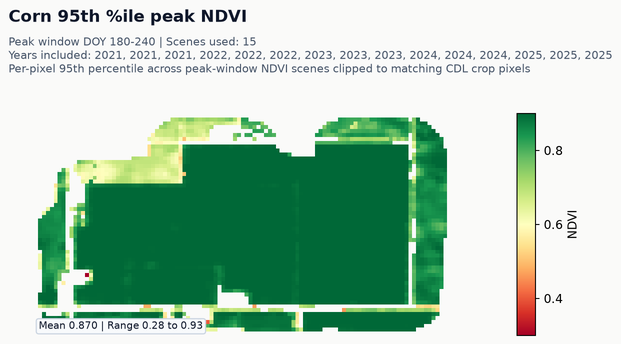 Corn 95th %ile peak NDVI
Peak window DOY 180-240 | Scenes used: 15
Years included: 2021, 2021, 2021, 2022, 2022, 2022, 2023, 2023, 2023, 2024, 2024, 2024, 2025, 2025, 2025
Per-pixel 95th percentile across peak-window NDVI scenes clipped to matching CDL crop pixels
0.8
0.6
0.4
NDVI
Mean 0.870 | Range 0.28 to 0.93